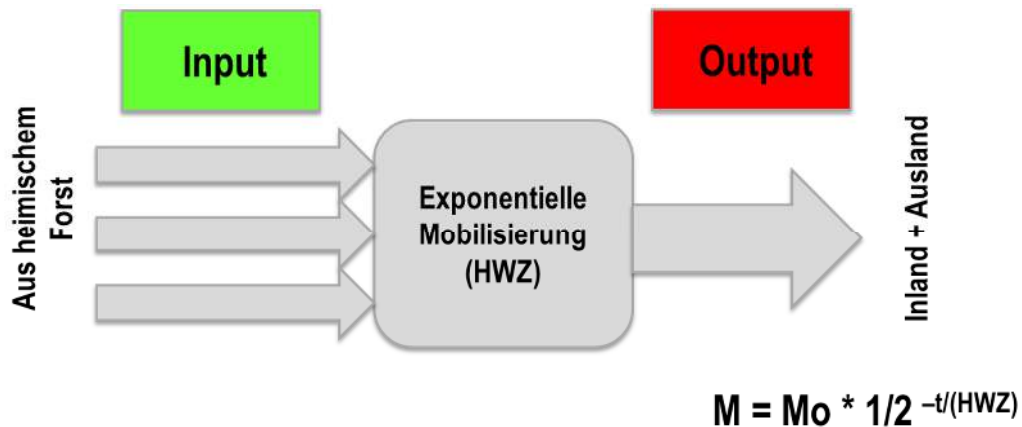 Input
Output
Aus heimischem
Forst
Exponentielle
Mobilisierung
(HWZ)
Inland + Ausland
M = Mo * 1/2 –t/(HWZ)